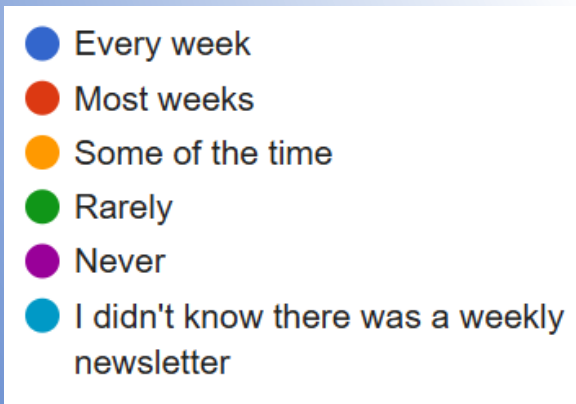 Every week
Most weeks
Some of the time
Rarely
Never
I didn't know there was a weekly
newsletter